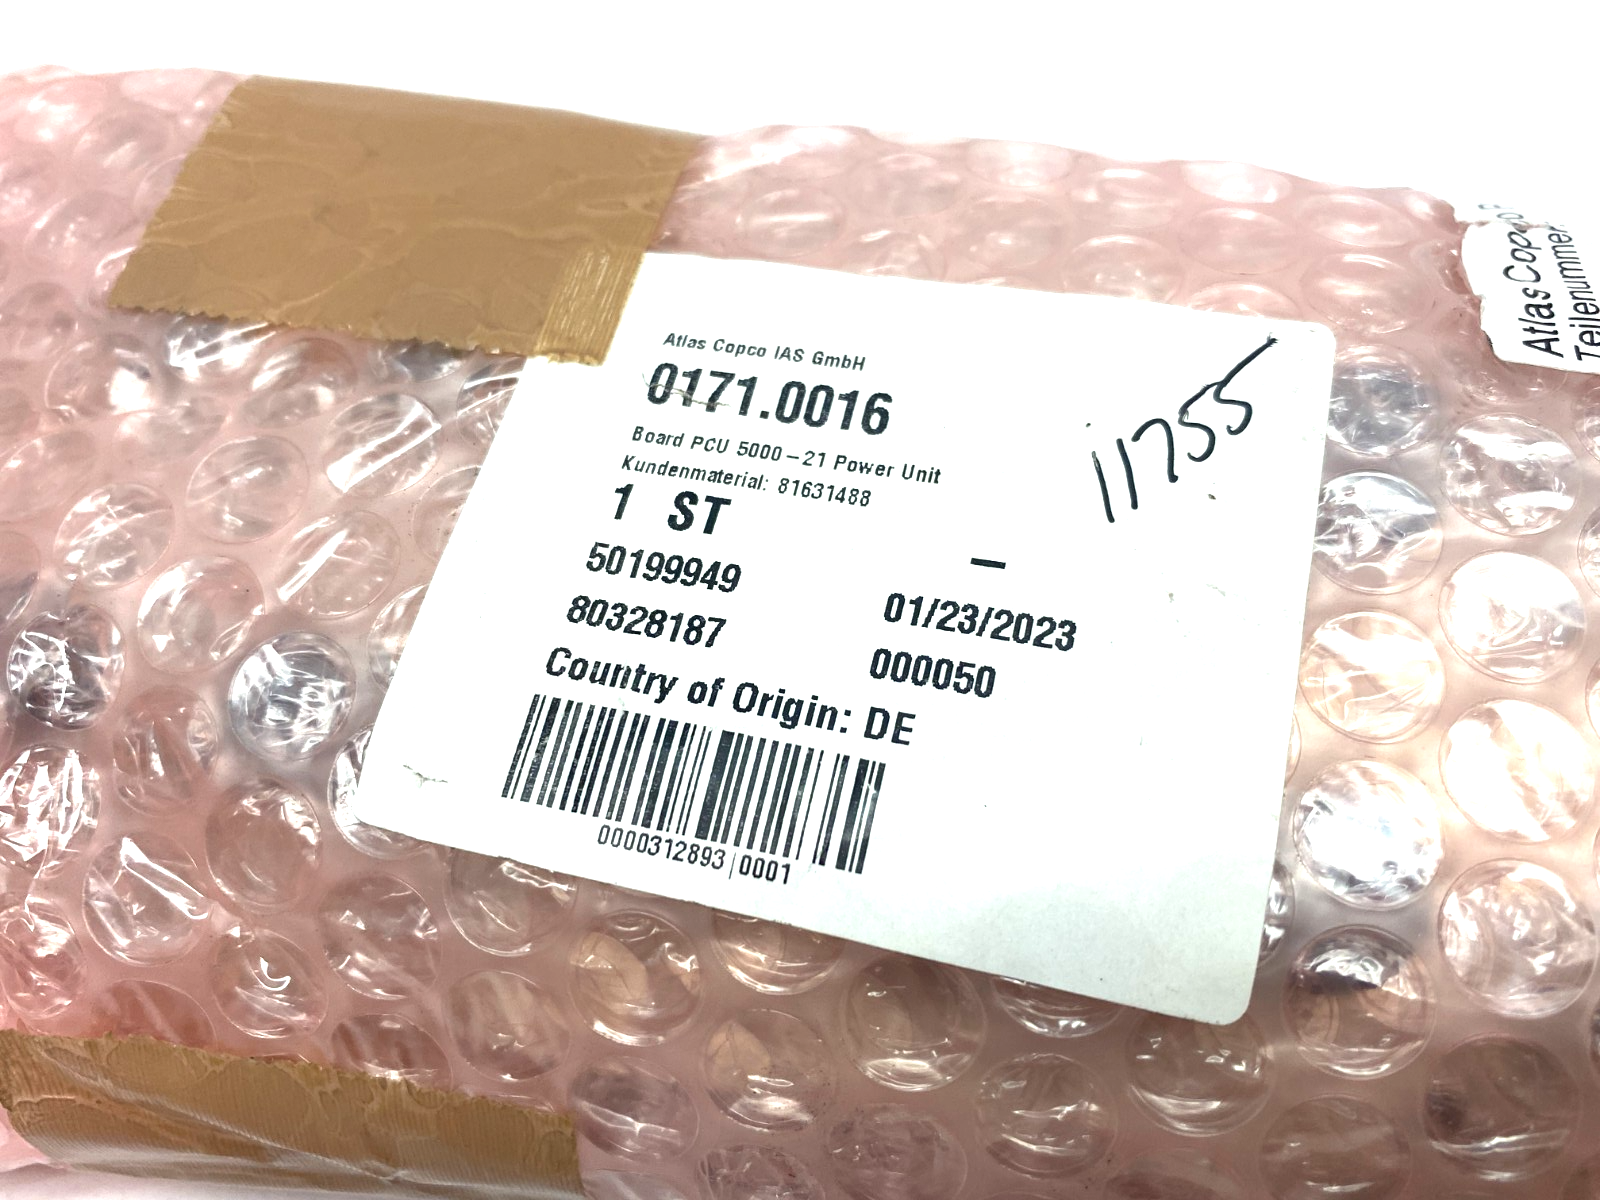 Atlas Copco IAS GmbH
0171.0016
Board PCU 5000-21 Power Unit
Kundenmaterial: 81631488
1 ST –
50199949 01/23/2023
80328187 000050
Country of Origin: DE
0000312893|0001
11755
Atlas Copco
Teilenummer